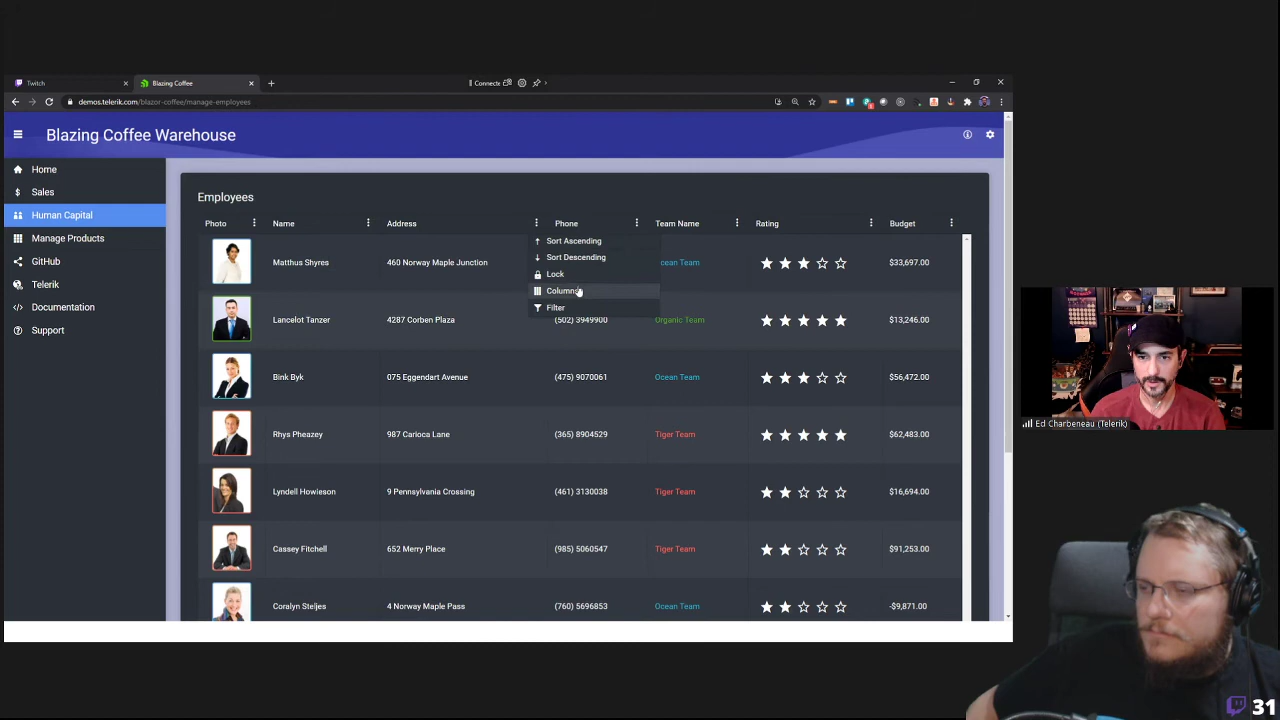 Twitch
Blazing Coffee
Connecte
demos.telerik.com/blazor-coffee/manage-employees
Blazing Coffee Warehouse
Home
Sales
Human Capital
Manage Products
GitHub
Telerik
Documentation
Support
Employees
Photo Name Address Phone Team Name Rating Budget
Sort Ascending
Sort Descending
Lock
Columns
Filter
Matthus Shyres 460 Norway Maple Junction cean Team $33,697.00
Lancelot Tanzer 4287 Corben Plaza (502) 3949900 Organic Team $13,246.00
Bink Byk 075 Eggendart Avenue (475) 9070061 Ocean Team $56,472.00
Rhys Pheazey 987 Carioca Lane (365) 8904529 Tiger Team $62,483.00
Lyndell Howieson 9 Pennsylvania Crossing (461) 3130038 Tiger Team $16,694.00
Cassey Fitchell 652 Merry Place (985) 5060547 Tiger Team $91,253.00
Coralyn Steljes 4 Norway Maple Pass (760) 5696853 Ocean Team -$9,871.00
Ed Charbeneau (Telerik)
31